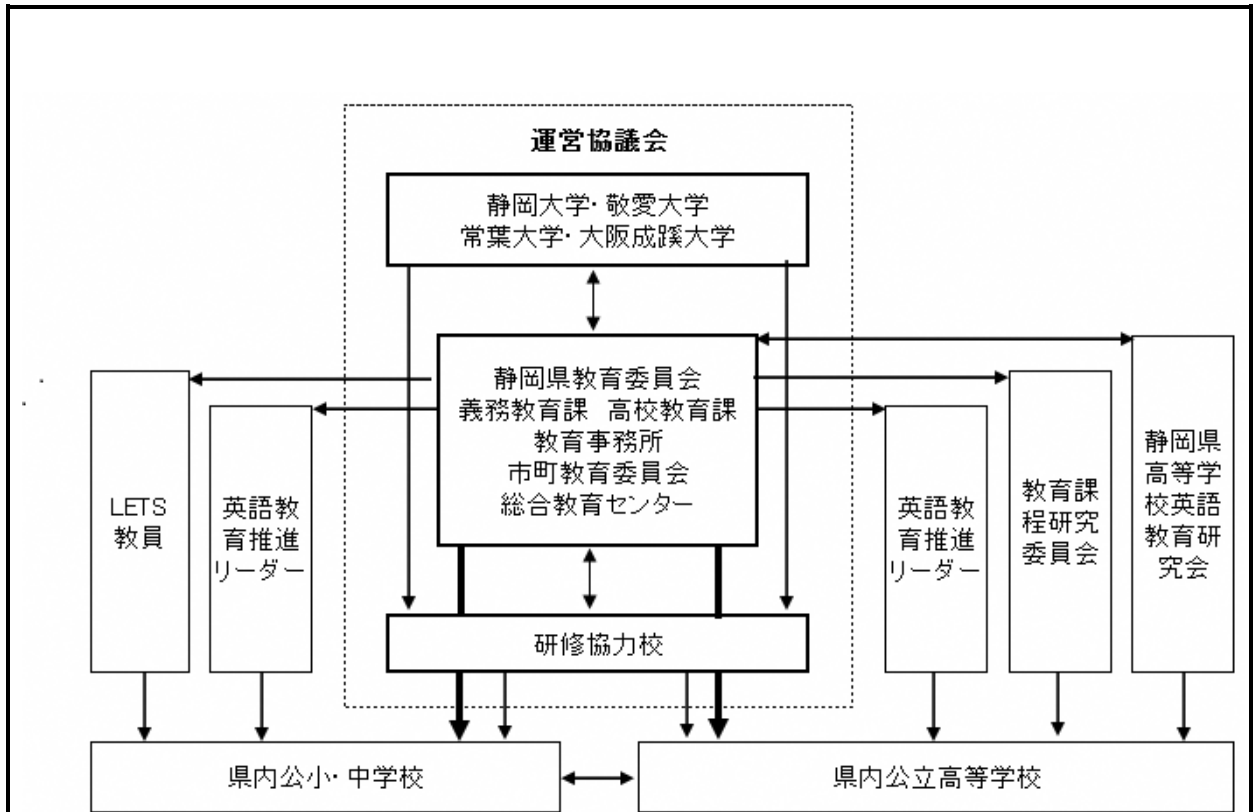 運営協議会
静岡大学・敬愛大学
常葉大学・大阪成蹊大学
静岡県教育委員会
義務教育課 高校教育課
教育事務所
市町教育委員会
総合教育センター
LETS
教員
英語教
育推進
リーダー
英語教
育推進
リーダー
教育課
程研究
委員会
静岡県
高等学
校英語
教育研
究会
研修協力校
県内公小・中学校
県内公立高等学校